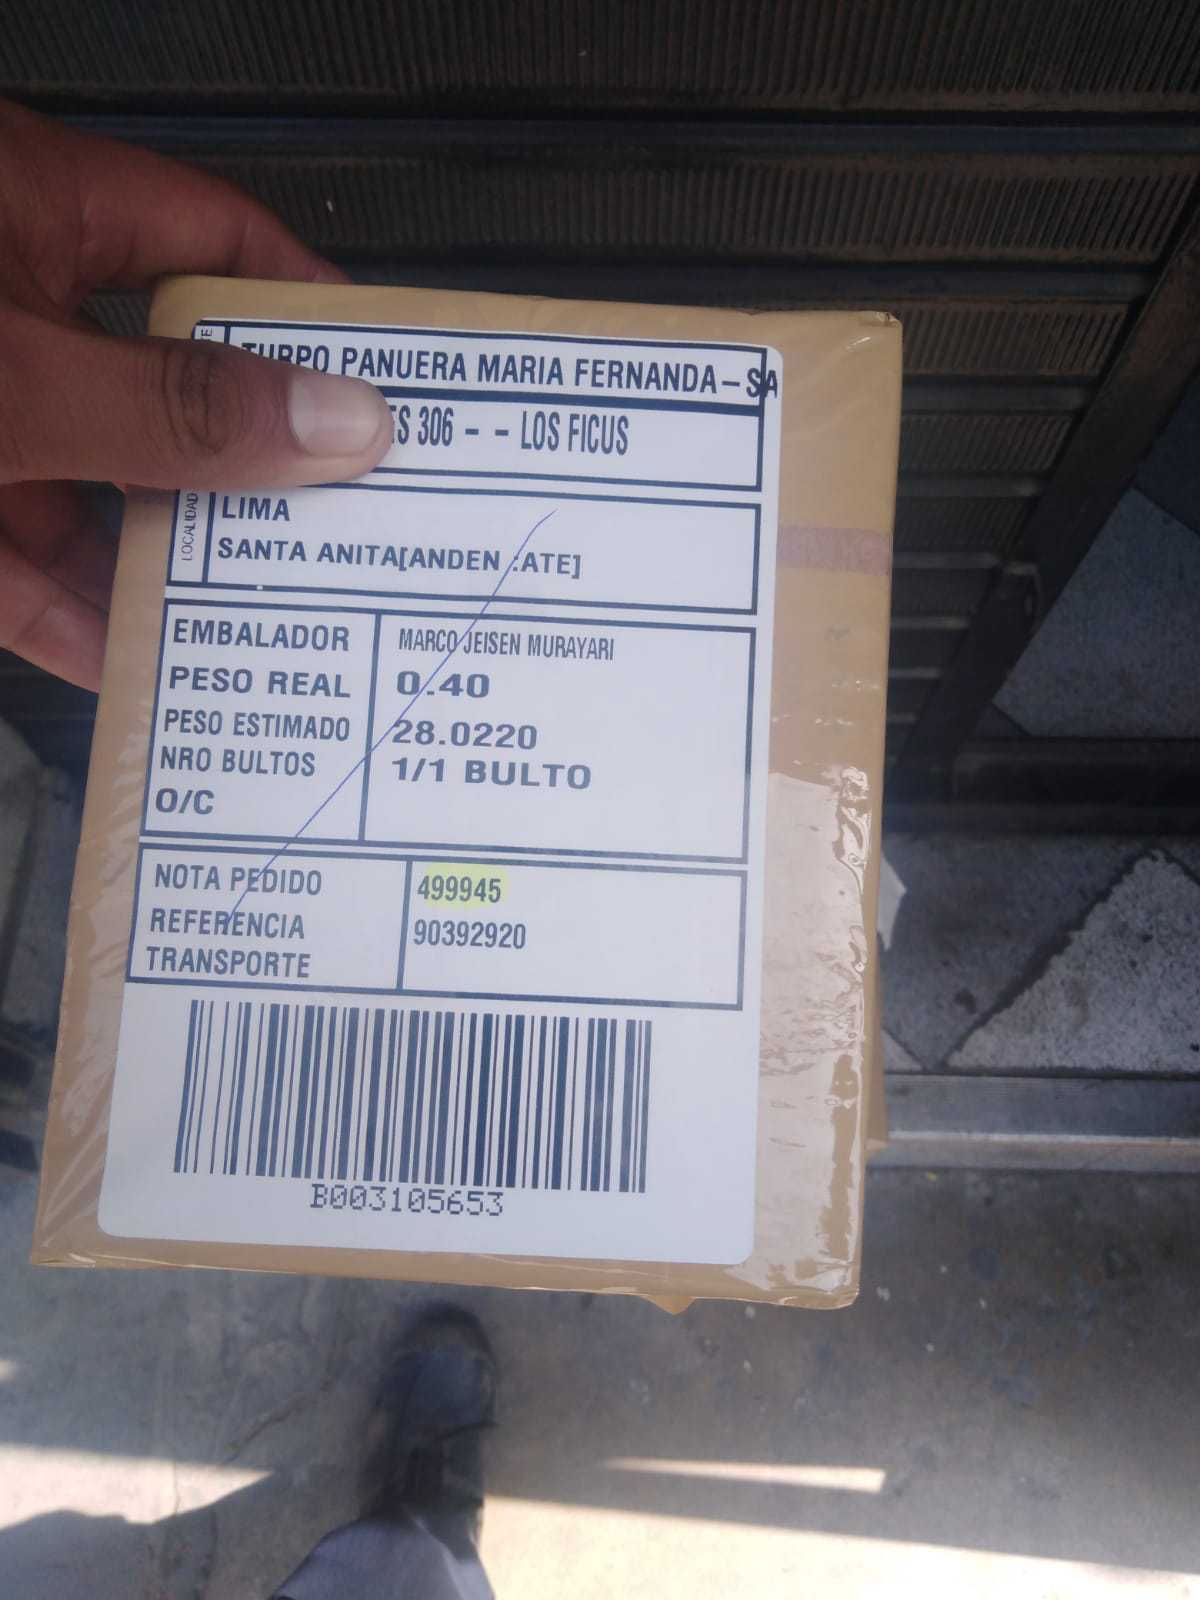 TURPO PANUERA MARIA FERNANDA-SA
306 - - LOS FICUS
LOCALIDAD
LIMA
SANTA ANITA[ANDEN :ATE]
EMBALADOR MARCO JEISEN MURAYARI
PESO REAL 0.40
PESO ESTIMADO 28.0220
NRO BULTOS 1/1 BULTO
O/C
NOTA PEDIDO 499945
REFERENCIA 90392920
TRANSPORTE
B003105653